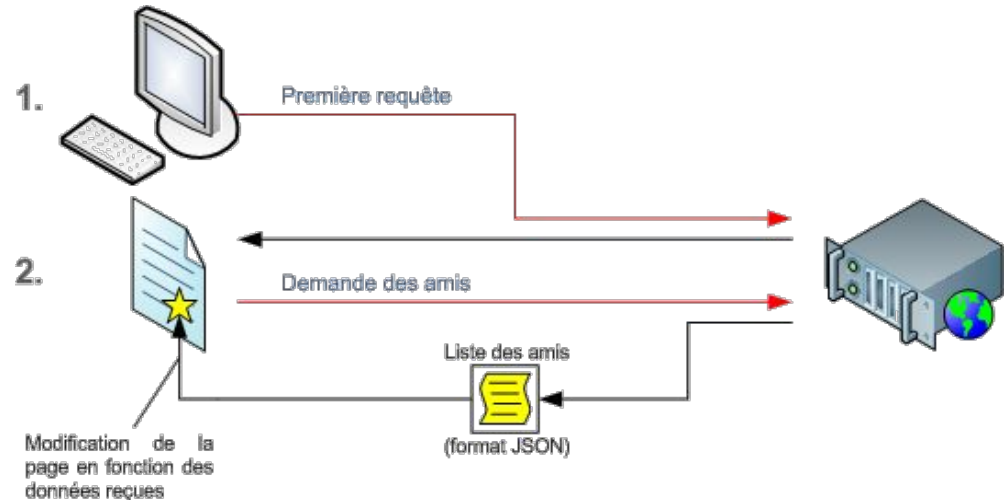 1.
Première requête
2.
Demande des amis
Liste des amis
(format JSON)
Modification de la
page en fonction des
données reçues